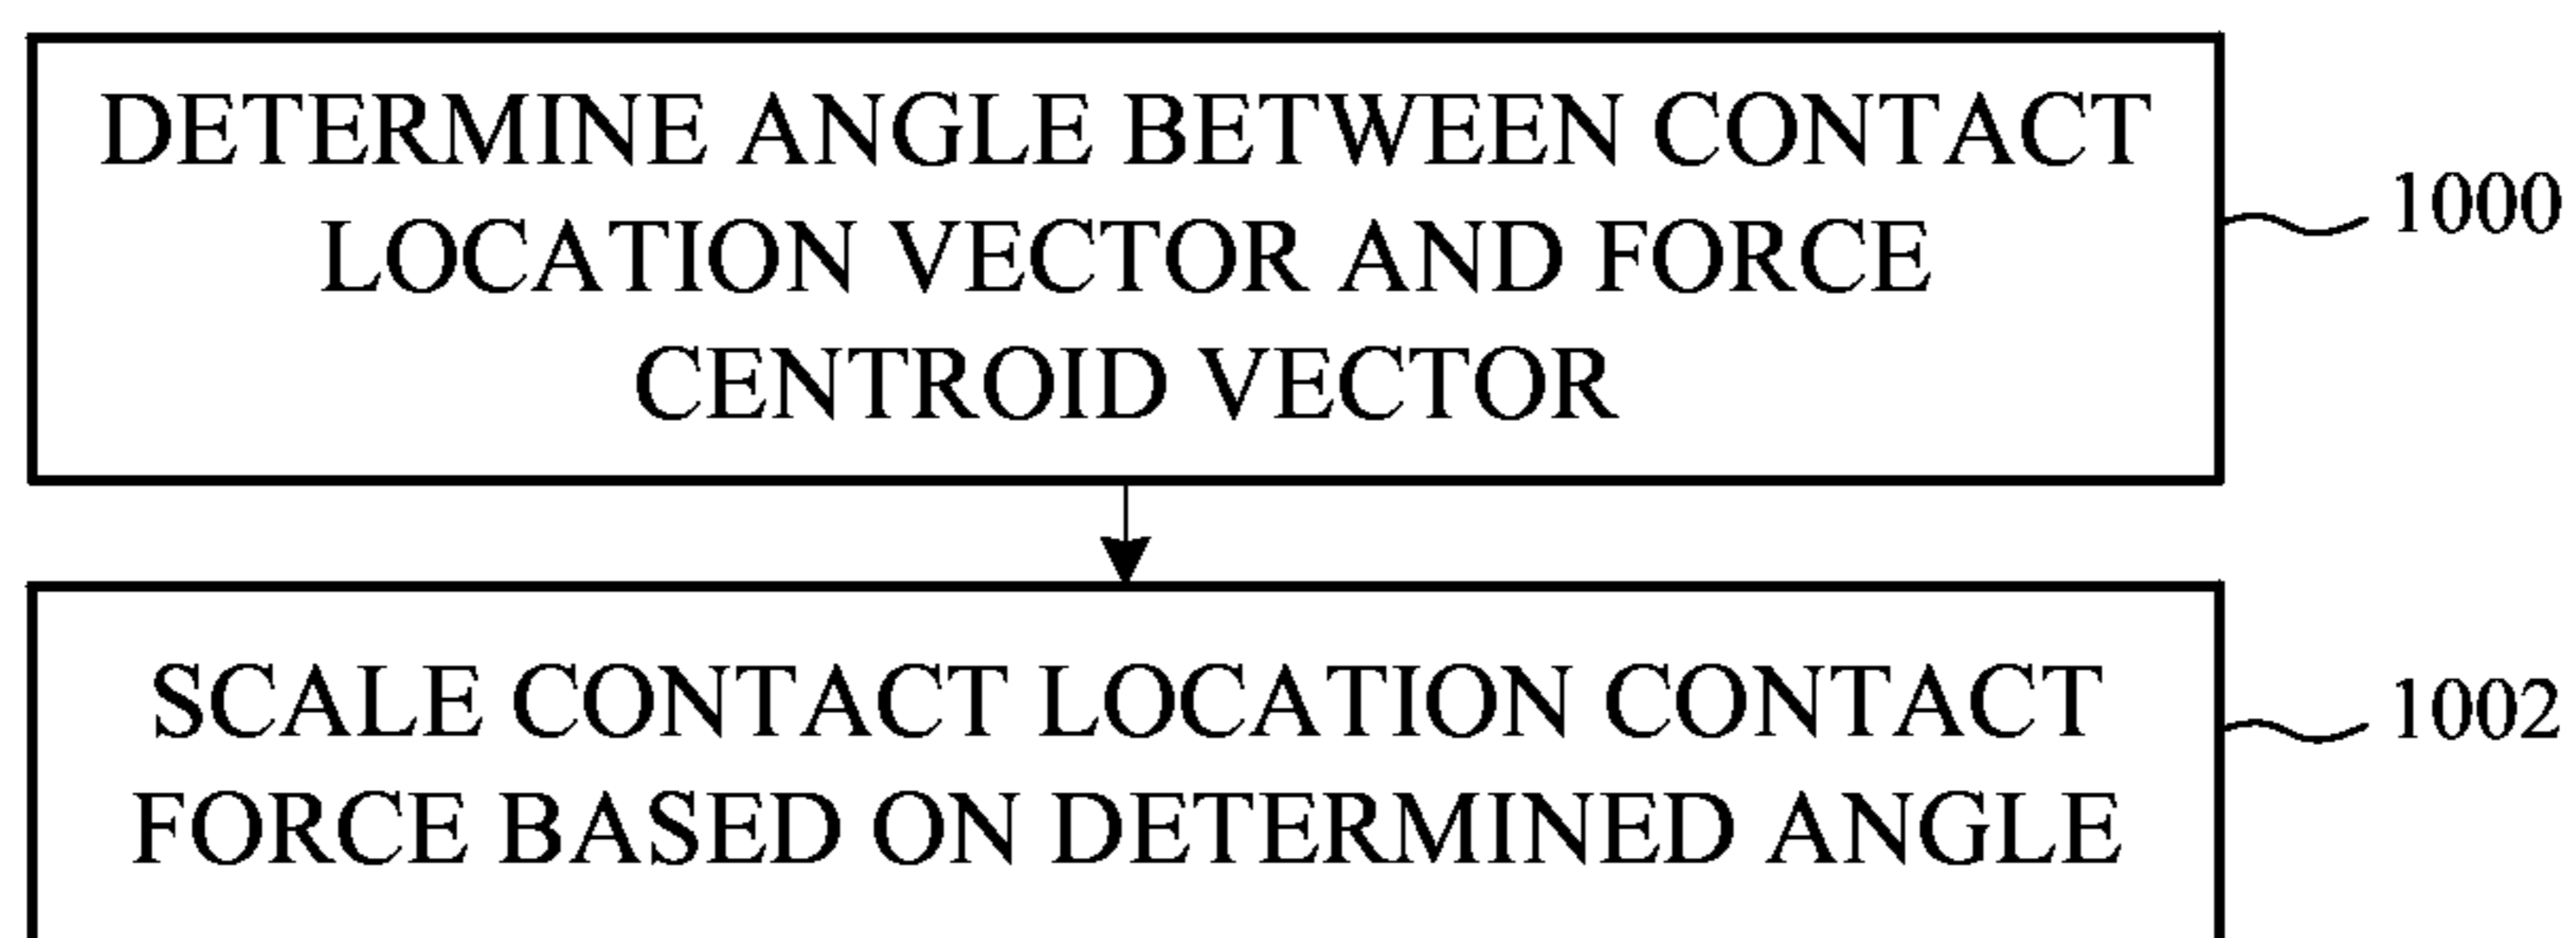 DETERMINE ANGLE BETWEEN CONTACT
LOCATION VECTOR AND FORCE
CENTROID VECTOR
1000
SCALE CONTACT LOCATION CONTACT
FORCE BASED ON DETERMINED ANGLE
1002